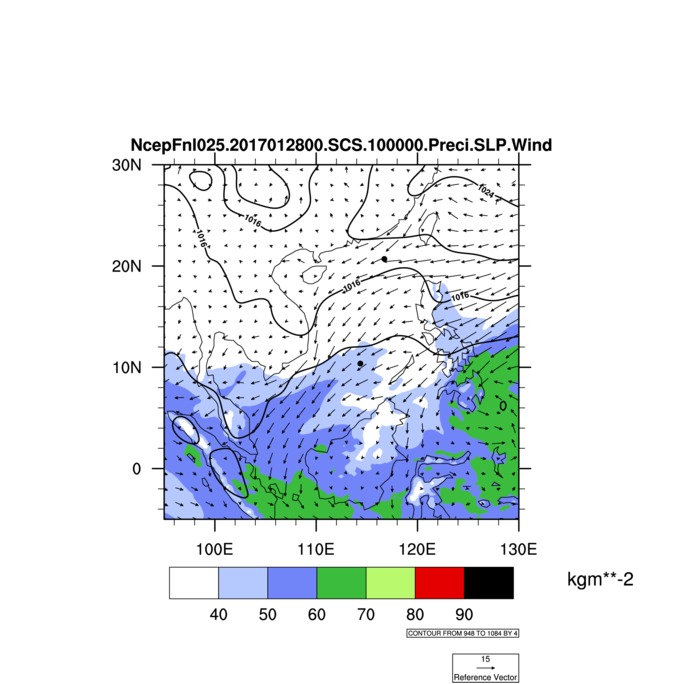 NcepFnl025.2017012800.SCS.100000.Preci.SLP.Wind
30N
1024
1016
1016
20N
1016
1016
10N
0
100E 110E 120E 130E
kgm**-2
40 50 60 70 80 90
CONTOUR FROM 948 TO 1084 BY 4
15
Reference Vector